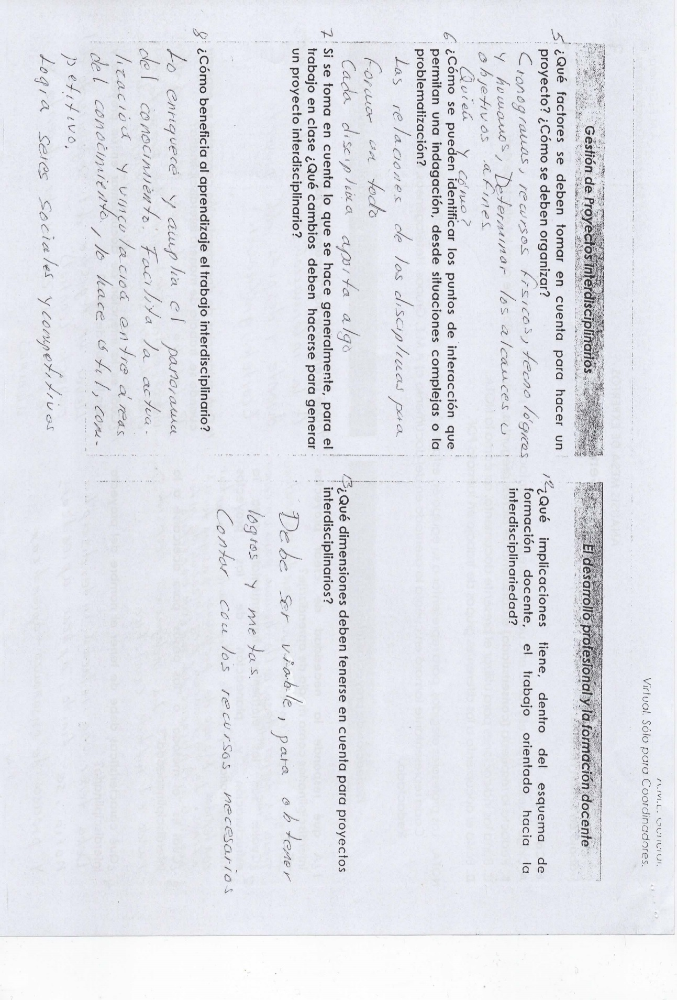 A.M.E. General.
Virtual. Sólo para Coordinadores.
Gestión de Proyectos Interdisciplinarios
5 ¿Qué factores se deben tomar en cuenta para hacer un
proyecto? ¿Cómo se deben organizar?
Cronogramas, recursos físicos, tecnológicos
y humanos, Determinar los alcances u
objetivos afines
Quién y cómo?
6 ¿Cómo se pueden identificar los puntos de interacción que
permitan una indagación, desde situaciones complejas o la
problematización?
Las relaciones de las disciplinas para
formar un todo
Cada disciplina aporta algo
7 Si se toma en cuenta lo que se hace generalmente, para el
trabajo en clase ¿Qué cambios deben hacerse para generar
un proyecto interdisciplinario?
8 ¿Cómo beneficia al aprendizaje el trabajo interdisciplinario?
Lo enriquece y amplia el panorama
del conocimiento. Facilita la actua-
lización y vinculación entre áreas
del conocimiento, lo hace útil, com-
petitivo.
Logra seres sociales y competitivos
El desarrollo profesional y la formación docente
12 ¿Qué implicaciones tiene, dentro del esquema de
formación docente, el trabajo orientado hacia la
interdisciplinariedad?
13 ¿Qué dimensiones deben tenerse en cuenta para proyectos
interdisciplinarios?
Debe ser viable, para obtener
logros y metas.
Contar con los recursos necesarios